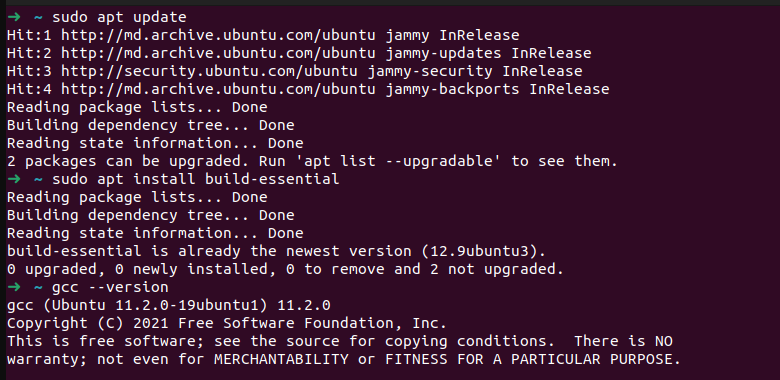 ➜ ~ sudo apt update
Hit:1 http://md.archive.ubuntu.com/ubuntu jammy InRelease
Hit:2 http://md.archive.ubuntu.com/ubuntu jammy-updates InRelease
Hit:3 http://security.ubuntu.com/ubuntu jammy-security InRelease
Hit:4 http://md.archive.ubuntu.com/ubuntu jammy-backports InRelease
Reading package lists... Done
Building dependency tree... Done
Reading state information... Done
2 packages can be upgraded. Run 'apt list --upgradable' to see them.
➜ ~ sudo apt install build-essential
Reading package lists... Done
Building dependency tree... Done
Reading state information... Done
build-essential is already the newest version (12.9ubuntu3).
0 upgraded, 0 newly installed, 0 to remove and 2 not upgraded.
➜ ~ gcc --version
gcc (Ubuntu 11.2.0-19ubuntu1) 11.2.0
Copyright (C) 2021 Free Software Foundation, Inc.
This is free software; see the source for copying conditions.  There is NO
warranty; not even for MERCHANTABILITY or FITNESS FOR A PARTICULAR PURPOSE.